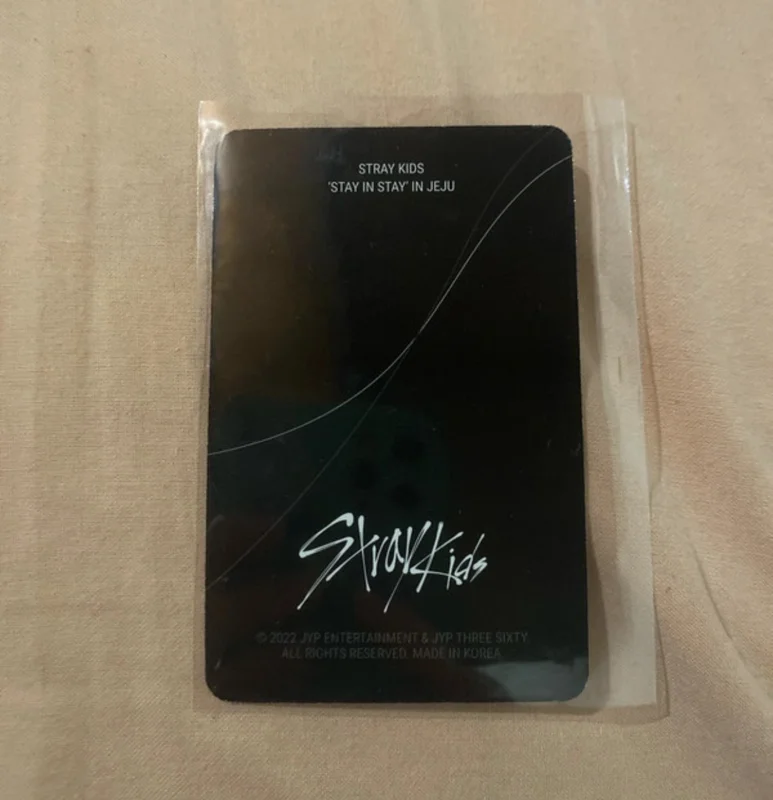 STRAY KIDS
'STAY IN STAY' IN JEJU
StrayKids
© 2022 JYP ENTERTAINMENT & JYP THREE SIXTY.
ALL RIGHTS RESERVED. MADE IN KOREA